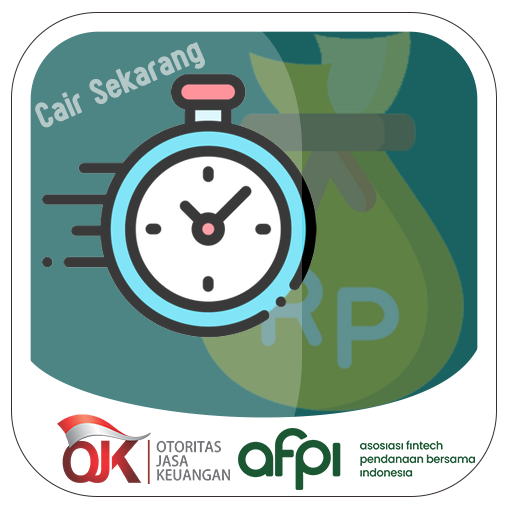 Cair Sekarang
RP
OJK
OTORITAS
JASA
KEUANGAN
afpi
asosiasi fintech
pendanaan bersama
indonesia